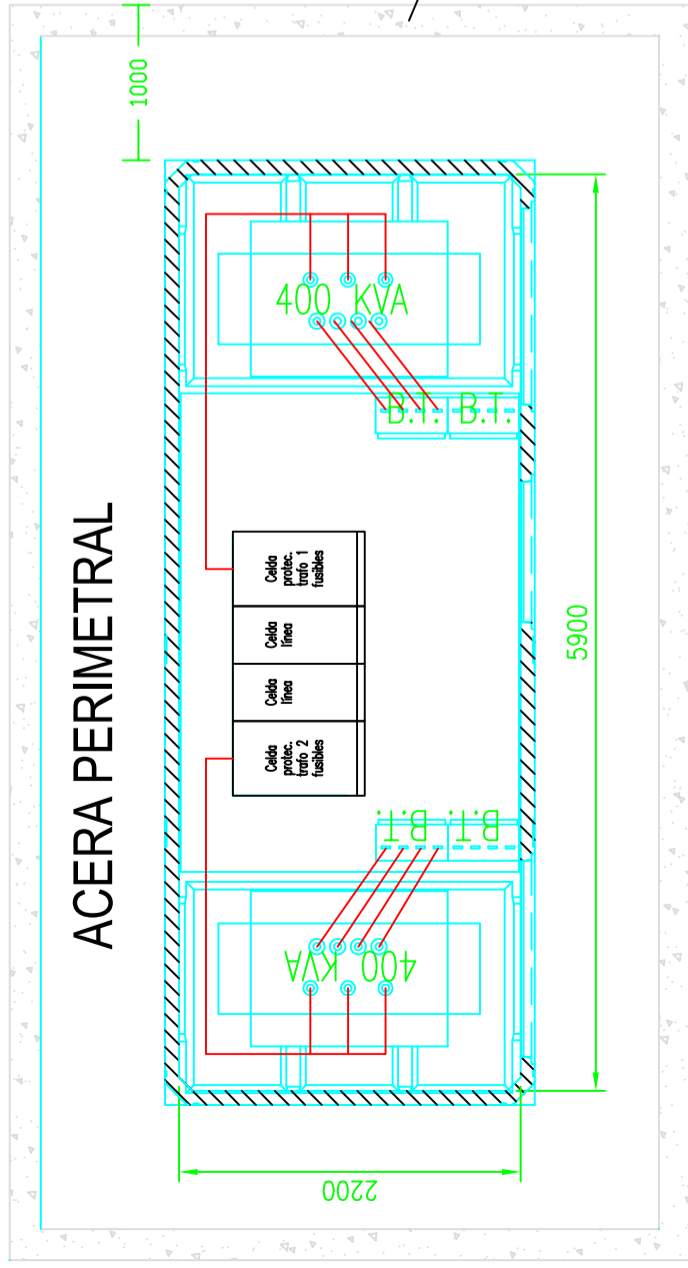 1000
400 KVA
B.T. B.T.
ACERA PERIMETRAL
Celda
protec.
trafo 1
fusibles
Celda
línea
Celda
línea
Celda
protec.
trafo 2
fusibles
5900
B.T. B.T.
400 KVA
2200